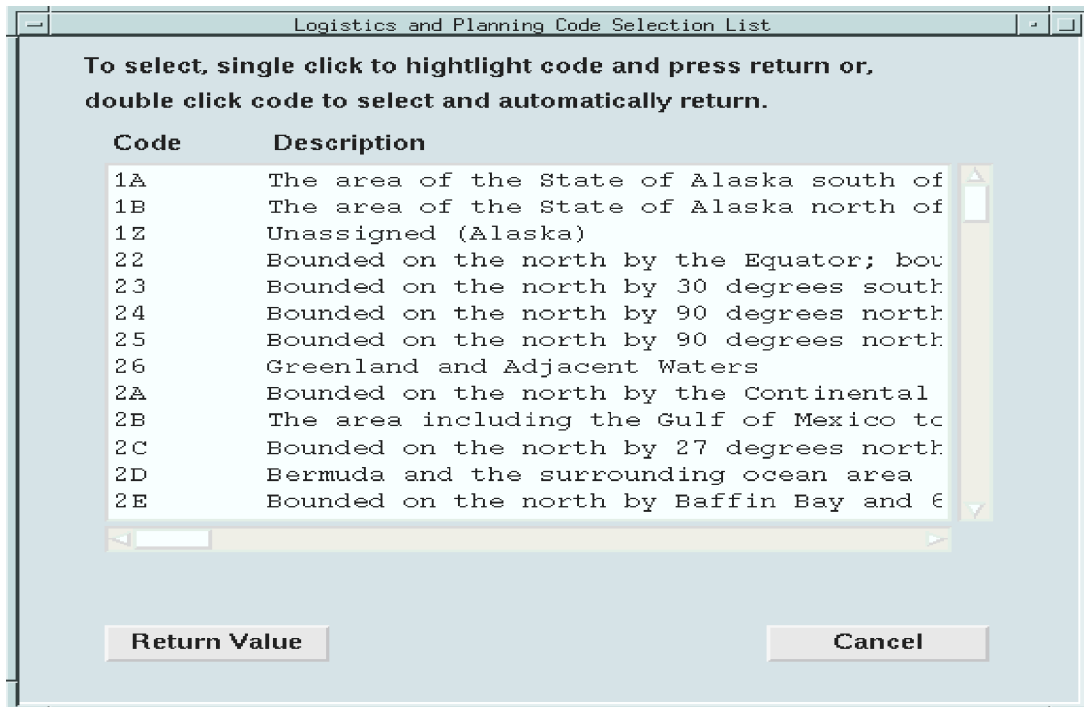 Logistics and Planning Code Selection List
To select, single click to hightlight code and press return or,
double click code to select and automatically return.
Code Description
1A The area of the State of Alaska south of
1B The area of the State of Alaska north of
1Z Unassigned (Alaska)
22 Bounded on the north by the Equator; bou
23 Bounded on the north by 30 degrees south
24 Bounded on the north by 90 degrees north
25 Bounded on the north by 90 degrees north
26 Greenland and Adjacent Waters
2A Bounded on the north by the Continental
2B The area including the Gulf of Mexico to
2C Bounded on the north by 27 degrees north
2D Bermuda and the surrounding ocean area
2E Bounded on the north by Baffin Bay and 6
Return Value Cancel